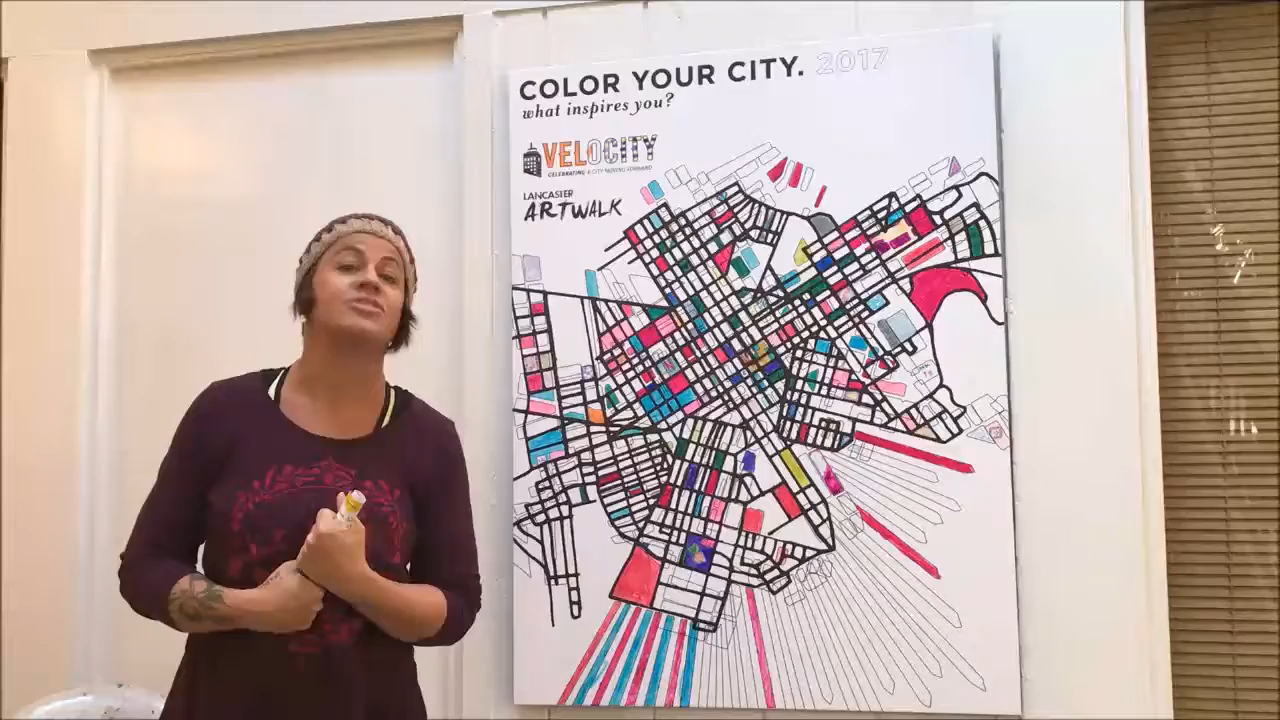 COLOR YOUR CITY. 2017
what inspires you?
VELOCITY
CELEBRATING A CITY MOVING FORWARD
LANCASTER
ARTWALK